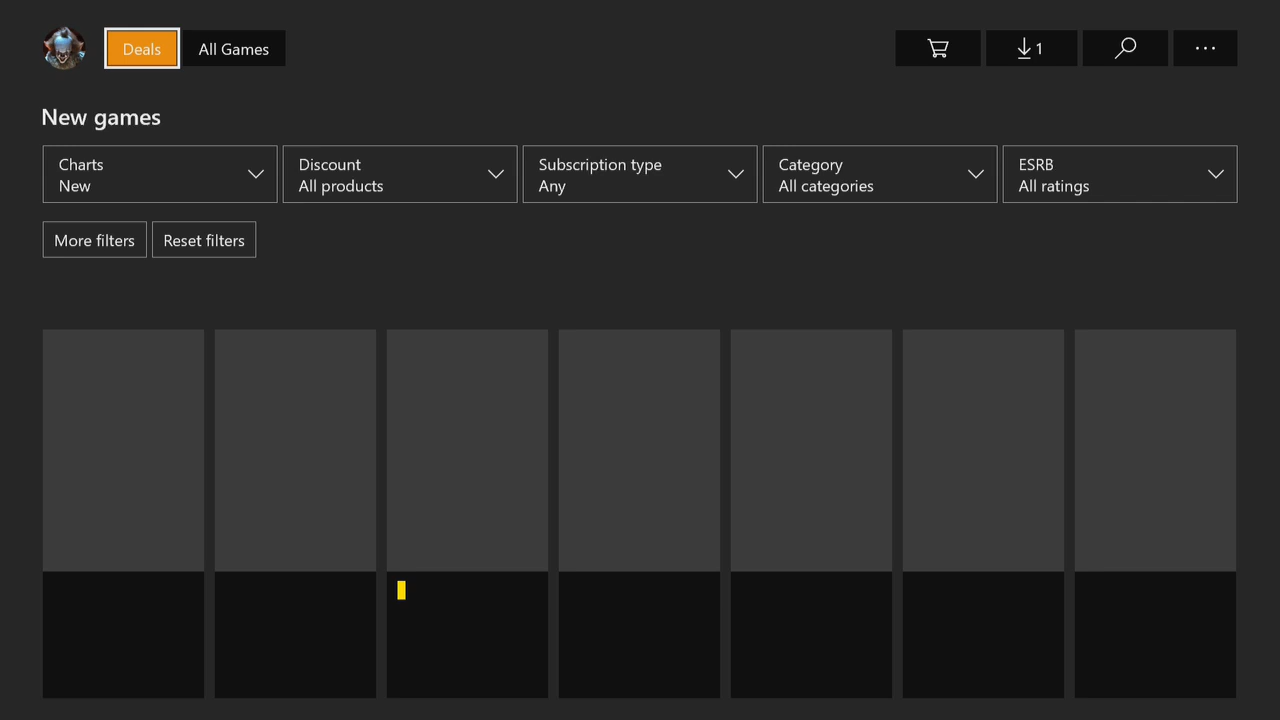 Deals
All Games
1
New games
Charts
New
Discount
All products
Subscription type
Any
Category
All categories
ESRB
All ratings
More filters
Reset filters